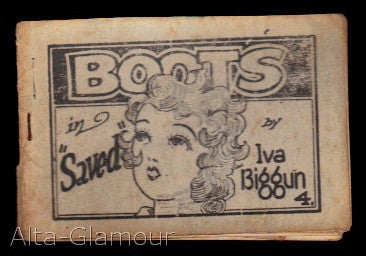 BOOTS
in
"Saved"
by
Iva
Biggun
4.
Alta-Glamour